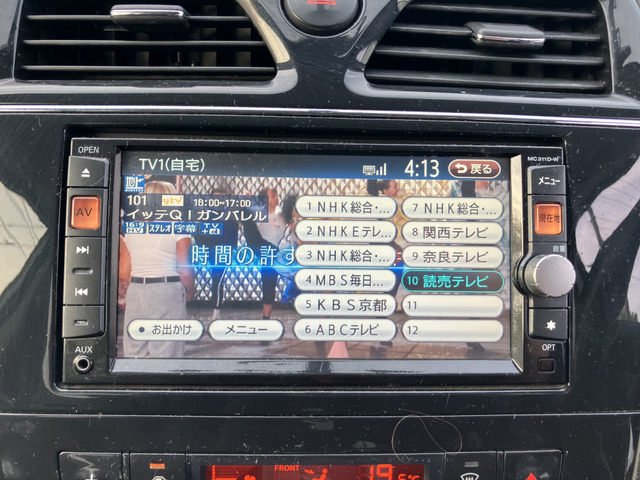 OPEN
AV
AUX
TV1(自宅)
4:13
戻る
MC311D-W
メニュー
現在地
音量
OPT
101 ytv 16:00→17:00
イッテQ!ガンバレル
HV ステレオ 字幕 TV
時間の許す
1 NHK総合・...
2 NHKEテレ...
3 NHK総合・...
4 MBS毎日...
5 KBS京都
6 ABCテレビ
7 NHK総合・...
8 関西テレビ
9 奈良テレビ
10 読売テレビ
11
12
お出かけ
メニュー
FRONT
19.5℃